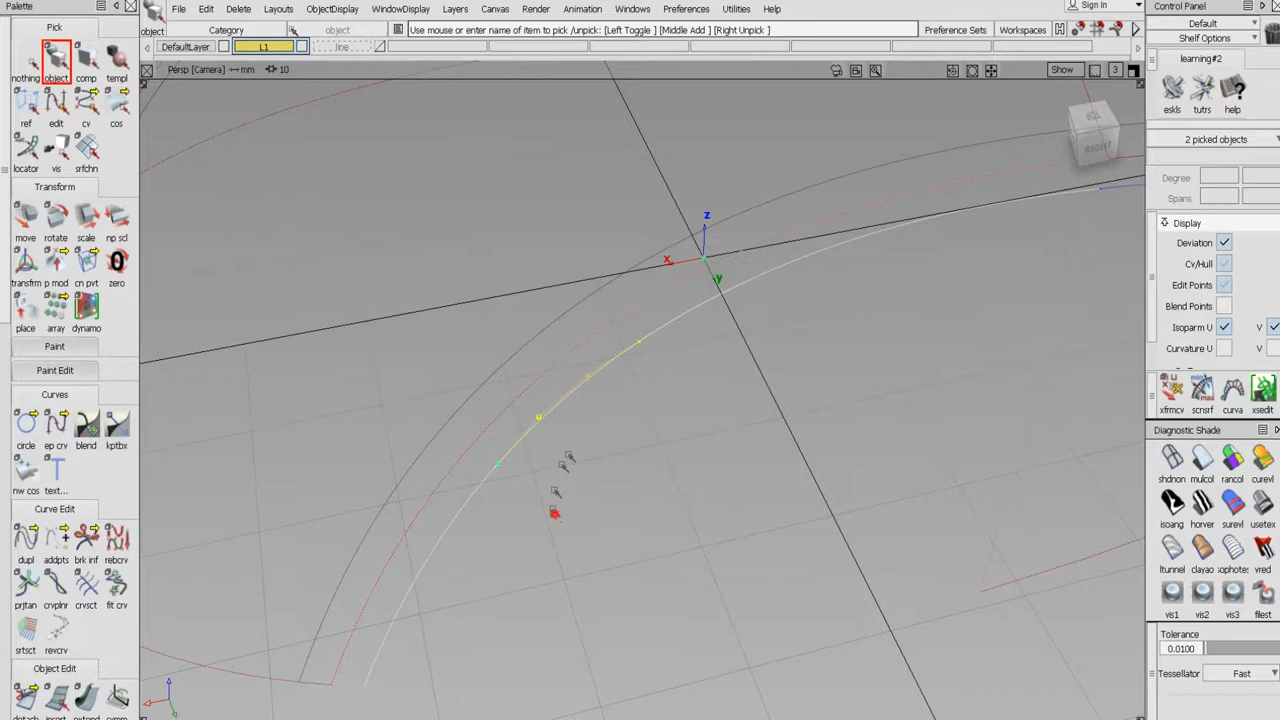 Palette
File Edit Delete Layouts ObjectDisplay WindowDisplay Layers Canvas Render Animation Windows Preferences Utilities Help
Sign In
Control Panel
Pick
object
Category
object
Use mouse or enter name of item to pick /unpick: [Left Toggle ] [Middle Add ] [Right Unpick ]
Preference Sets
Workspaces
Default
Shelf Options
DefaultLayer
L1
Persp [Camera] mm 10
Show
3
learning#2
nothing object comp templ
eskls tutrs help
ref edit cv cos
2 picked objects
locator vis srfchn
RIGHT
Degree
Spans
Transform
move rotate scale np scl
Display
Deviation
Cv/Hull
Edit Points
Blend Points
Isoparm U V
Curvature U
transfrm p mod cn pvt zero
place array dynamo
z
x
y
u
Paint
Paint Edit
Curves
circle ep crv blend kptbx
nw cos text...
xfrmcv scnsrf curva xsedit
Diagnostic Shade
shdnon mulcol rancol curevl
isoang horver surevl usetex
ltunnel clayao sophotes vred
vis1 vis2 vis3 filest
Curve Edit
dupl addpts brk inf rebcrv
prjtan crvplnr crvsct fit crv
srtsct revcrv
Object Edit
detach insert extend symm
Tolerance
0.0100
Tessellator Fast